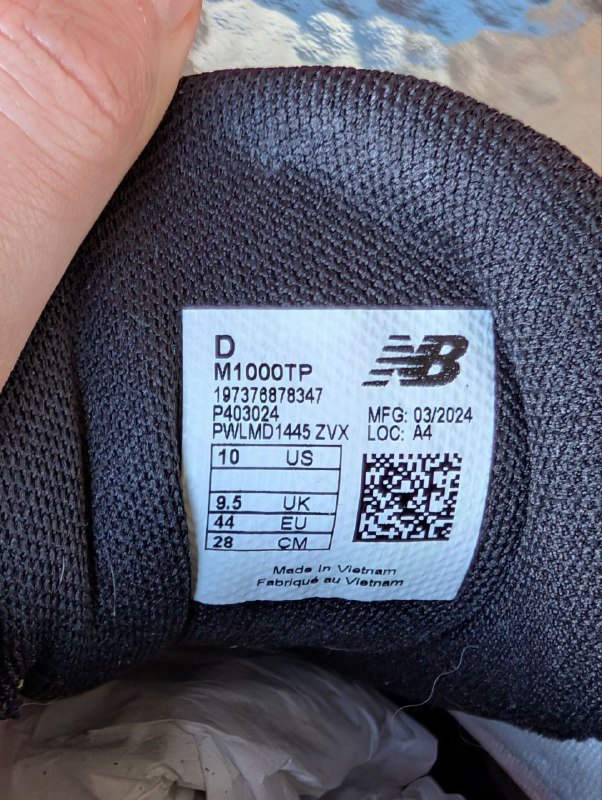 D
NB
M1000TP
197376878347
P403024
MFG: 03/2024
PWLMD1445 ZVX
LOC: A4
10 US
9.5 UK
44 EU
28 CM
Made in Vietnam
Fabriqué au Vietnam